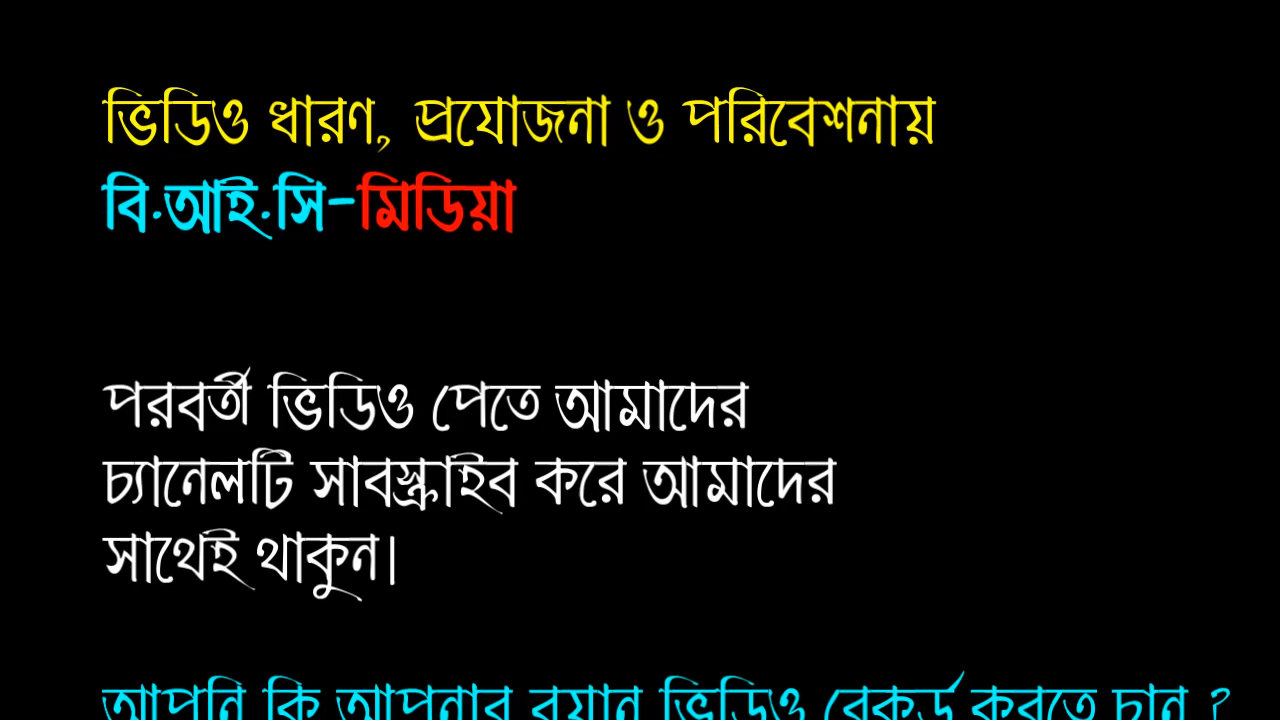 ভিডিও ধারণ, প্রযোজনা ও পরিবেশনায়
বি.আই.সি-মিডিয়া
পরবর্তী ভিডিও পেতে আমাদের
চ্যানেলটি সাবস্ক্রাইব করে আমাদের
সাথেই থাকুন।
আপনি কি আপনার বয়ান ভিডিও রেকর্ড করতে চান ?